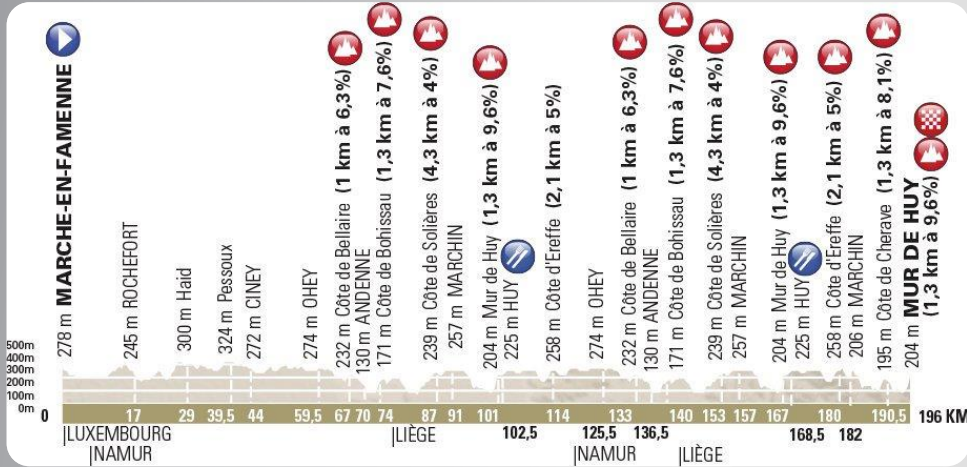 278 m MARCHE-EN-FAMENNE
245 m ROCHEFORT
300 m Haid
324 m Pessoux
272 m CINEY
274 m OHEY
232 m Côte de Bellaire (1 km à 6,3%)
130 m ANDENNE
171 m Côte de Bohissau (1,3 km à 7,6%)
239 m Côte de Solières (4,3 km à 4%)
257 m MARCHIN
204 m Mur de Huy (1,3 km à 9,6%)
225 m HUY
258 m Côte d'Ereffe (2,1 km à 5%)
274 m OHEY
232 m Côte de Bellaire (1 km à 6,3%)
130 m ANDENNE
171 m Côte de Bohissau (1,3 km à 7,6%)
239 m Côte de Solières (4,3 km à 4%)
257 m MARCHIN
204 m Mur de Huy (1,3 km à 9,6%)
225 m HUY
258 m Côte d'Ereffe (2,1 km à 5%)
206 m MARCHIN
195 m Côte de Cherave (1,3 km à 8,1%)
204 m MUR DE HUY
(1,3 km à 9,6%)
500m
400m
300m
200m
100m
0m
0 17 29 39,5 44 59,5 67 70 74 87 91 101 114 133 140 153 157 167 180 190,5 196 KM
102,5 125,5 136,5 168,5 182
|LUXEMBOURG |LIÈGE
|NAMUR |NAMUR |LIÈGE